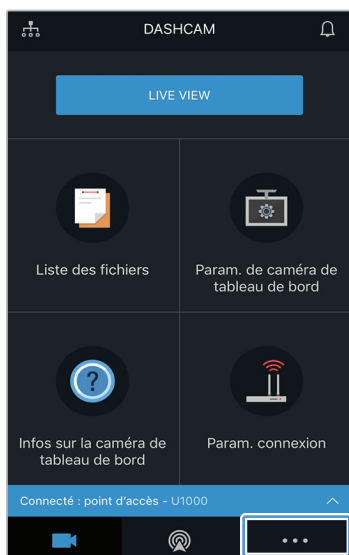 DASHCAM
LIVE VIEW
Liste des fichiers
Param. de caméra de
tableau de bord
?
Infos sur la caméra de
tableau de bord
Param. connexion
Connecté : point d'accès - U1000